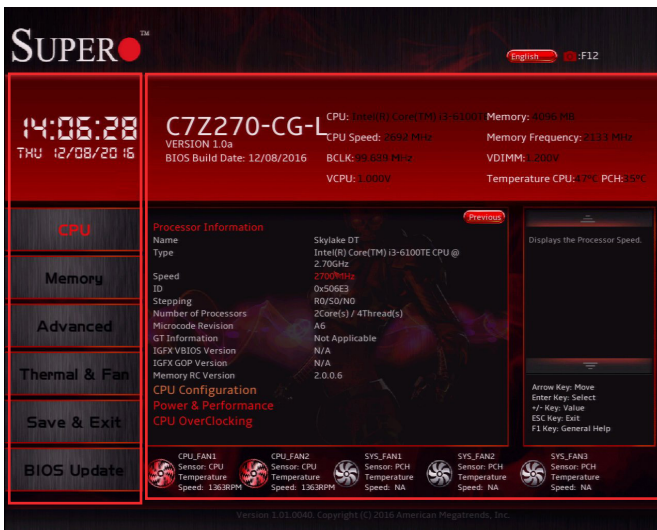 SUPER TM
English :F12
14:06:28
THU 12/08/2016
C7Z270-CG-L
VERSION 1.0a
BIOS Build Date: 12/08/2016
CPU: Intel(R) Core(TM) i3-6100TE
CPU Speed: 2692 MHz
BCLK: 99.683 MHz
VCPU: 1.000V
Memory: 4096 MB
Memory Frequency: 2133 MHz
VDIMM: 1.200V
Temperature CPU:47°C PCH:35°C
CPU
Memory
Advanced
Thermal & Fan
Save & Exit
BIOS Update
Previous
Processor Information
Name Skylake DT
Type Intel(R) Core(TM) i3-6100TE CPU @
2.70GHz
Speed 2700MHz
ID 0x506E3
Stepping R0/S0/N0
Number of Processors 2Core(s) / 4Thread(s)
Microcode Revision A6
GT Information Not Applicable
IGFX VBIOS Version N/A
IGFX GOP Version N/A
Memory RC Version 2.0.0.6
CPU Configuration
Power & Performance
CPU OverClocking
Displays the Processor Speed.
Arrow Key: Move
Enter Key: Select
+/- Key: Value
ESC Key: Exit
F1 Key: General Help
CPU_FAN1
Sensor: CPU
Temperature
Speed: 1363RPM
CPU_FAN2
Sensor: CPU
Temperature
Speed: 1363RPM
SYS_FAN1
Sensor: PCH
Temperature
Speed: NA
SYS_FAN2
Sensor: PCH
Temperature
Speed: NA
SYS_FAN3
Sensor: PCH
Temperature
Speed: NA
Version 1.01.0040. Copyright (C) 2016 American Megatrends, Inc.